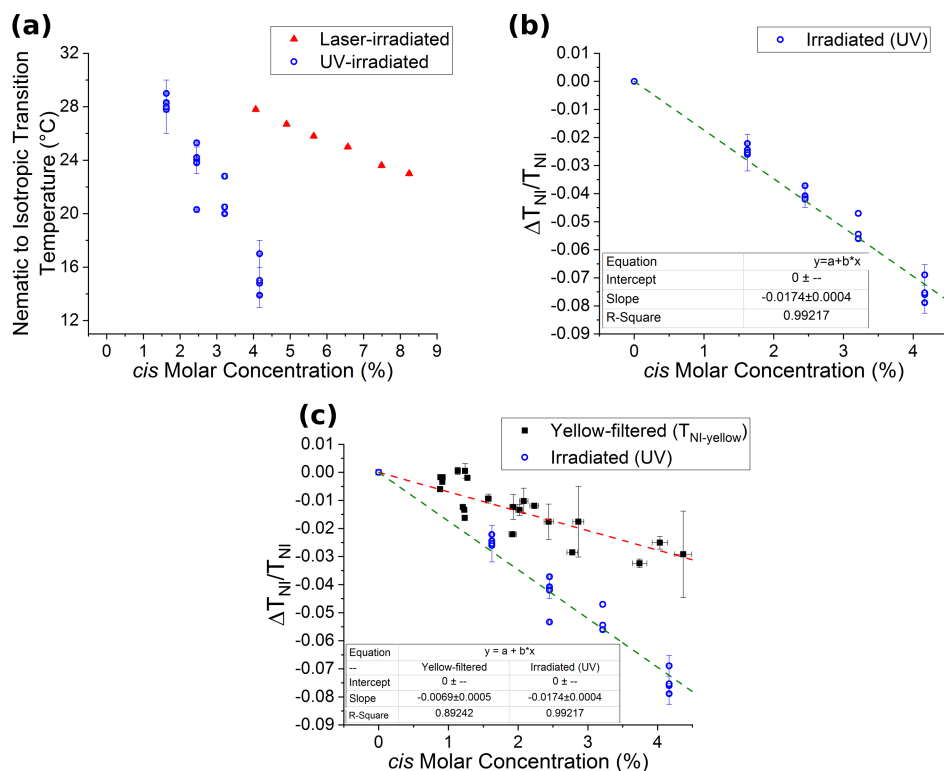 (a)
Laser-irradiated
UV-irradiated
Nematic to Isotropic Transition
Temperature (°C)
32
28
24
20
16
12
0 1 2 3 4 5 6 7 8 9
cis Molar Concentration (%)
(b)
Irradiated (UV)
ΔT_NI/T_NI
0.01
0.00
-0.01
-0.02
-0.03
-0.04
-0.05
-0.06
-0.07
-0.08
-0.09
Equation y=a+b*x
Intercept 0 ± --
Slope -0.0174±0.0004
R-Square 0.99217
0 1 2 3 4
cis Molar Concentration (%)
(c)
Yellow-filtered (T_NI-yellow)
Irradiated (UV)
ΔT_NI/T_NI
0.01
0.00
-0.01
-0.02
-0.03
-0.04
-0.05
-0.06
-0.07
-0.08
-0.09
Equation y = a + b*x
-- Yellow-filtered Irradiated (UV)
Intercept 0 ± -- 0 ± --
Slope -0.0069±0.0005 -0.0174±0.0004
R-Square 0.89242 0.99217
0 1 2 3 4
cis Molar Concentration (%)